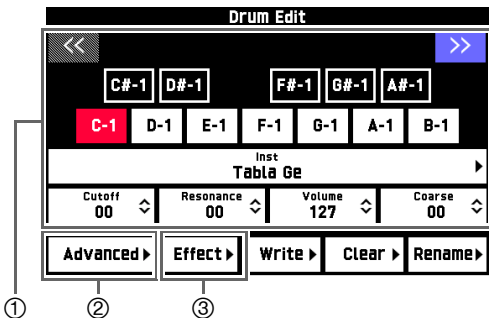 Drum Edit
<< >>
C#-1 D#-1 F#-1 G#-1 A#-1
C-1 D-1 E-1 F-1 G-1 A-1 B-1
Inst
Tabla Ge
Cutoff Resonance Volume Coarse
00 00 127 00
Advanced Effect Write Clear Rename
① ② ③